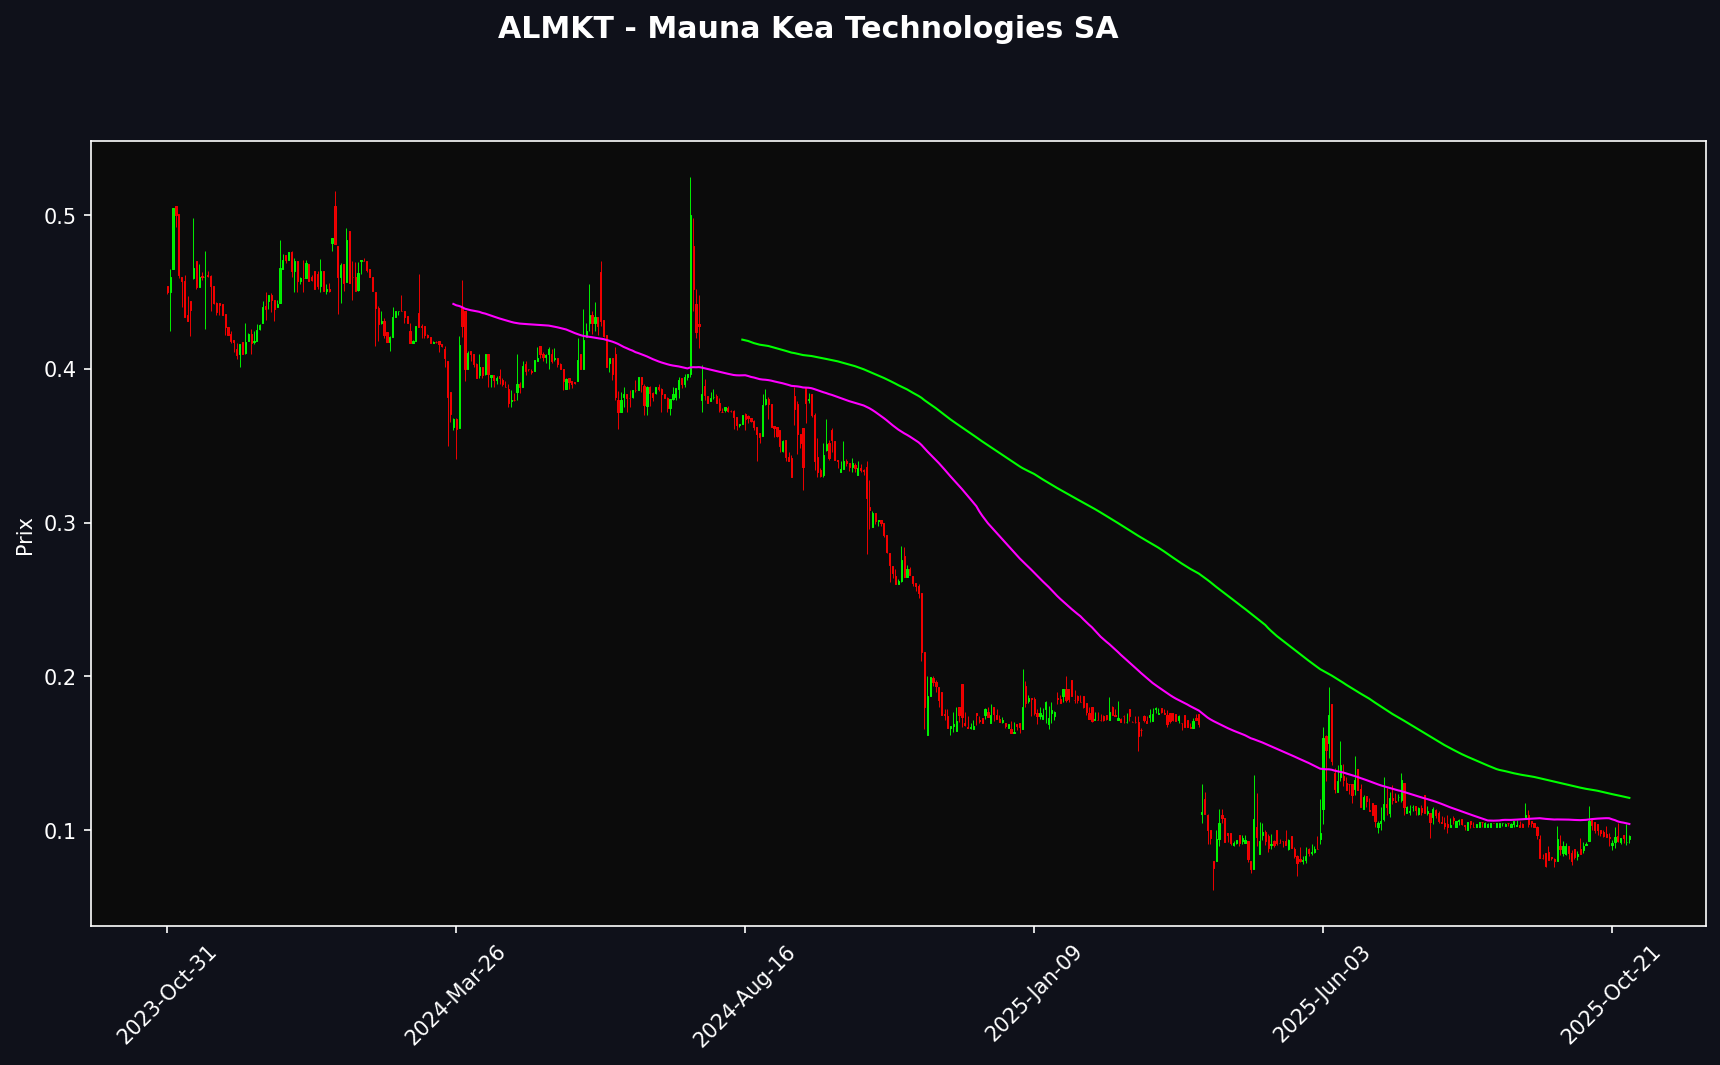 ALMKT - Mauna Kea Technologies SA
Prix
0.5
0.4
0.3
0.2
0.1
2023-Oct-31
2024-Mar-26
2024-Aug-16
2025-Jan-09
2025-Jun-03
2025-Oct-21